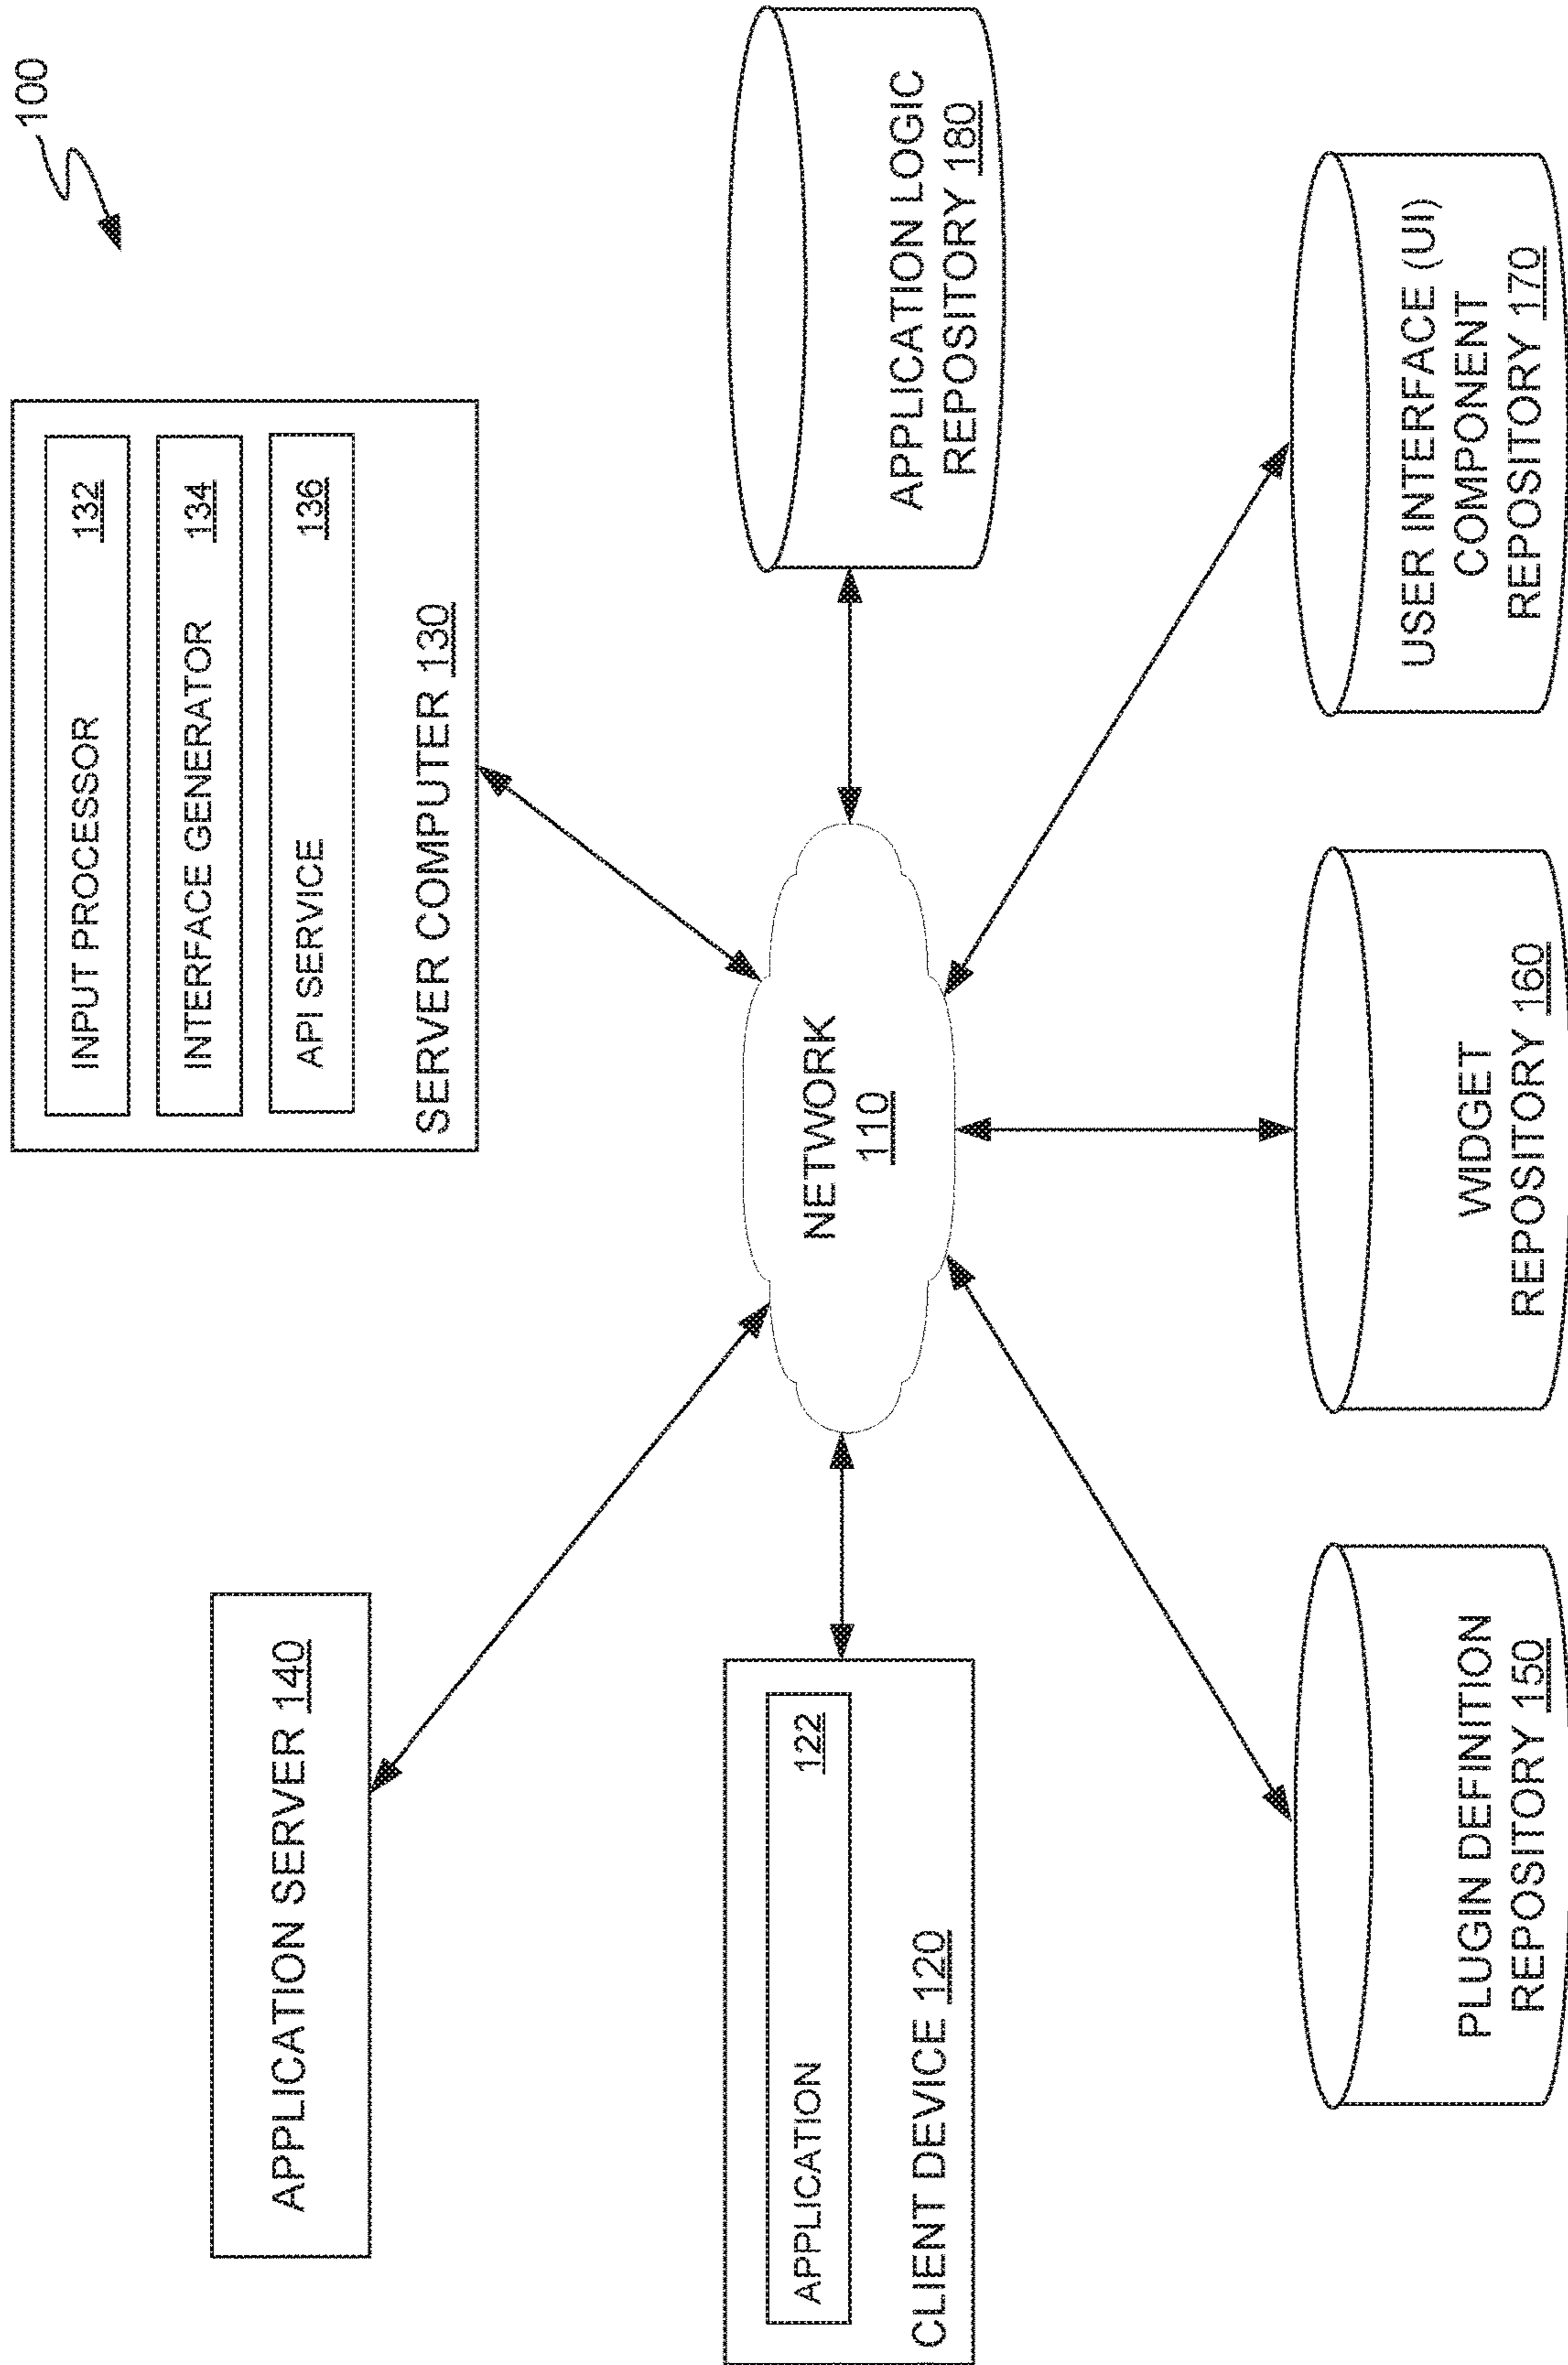 100
APPLICATION SERVER 140
INPUT PROCESSOR 132
INTERFACE GENERATOR 134
API SERVICE 136
SERVER COMPUTER 130
APPLICATION 122
CLIENT DEVICE 120
NETWORK
110
APPLICATION LOGIC
REPOSITORY 180
PLUGIN DEFINITION
REPOSITORY 150
WIDGET
REPOSITORY 160
USER INTERFACE (UI)
COMPONENT
REPOSITORY 170